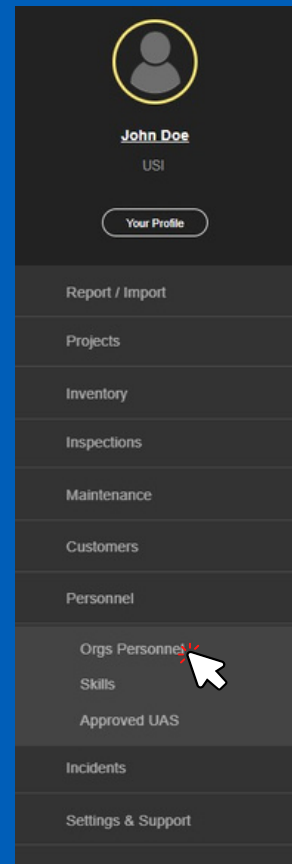 John Doe
USI
Your Profile
Report / Import
Projects
Inventory
Inspections
Maintenance
Customers
Personnel
Orgs Personnel
Skills
Approved UAS
Incidents
Settings & Support